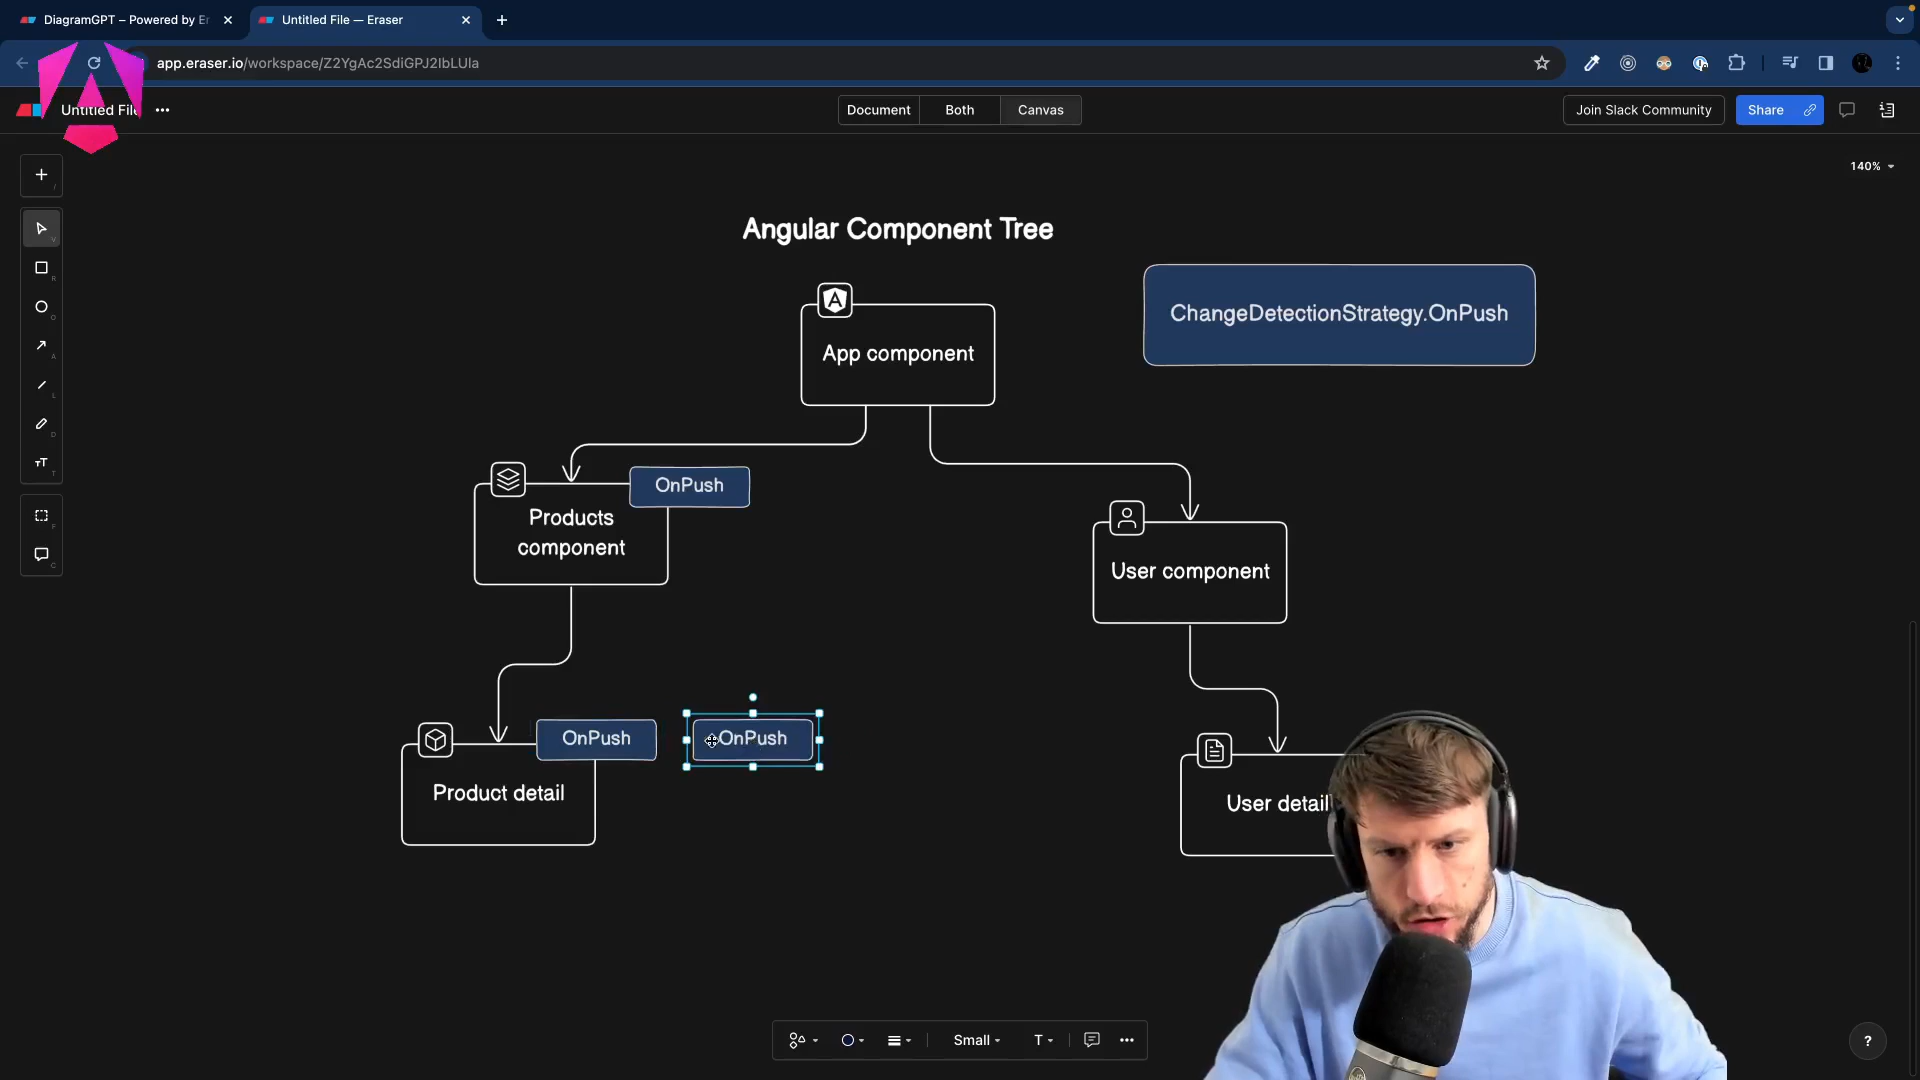 DiagramGPT – Powered by Er
Untitled File — Eraser
app.eraser.io/workspace/Z2YgAc2SdiGPJ2IbLUla
Untitled File
Document
Both
Canvas
Join Slack Community
Share
140%
Angular Component Tree
ChangeDetectionStrategy.OnPush
A
App component
OnPush
Products
component
User component
OnPush
OnPush
Product detail
User detail
Small
T
?